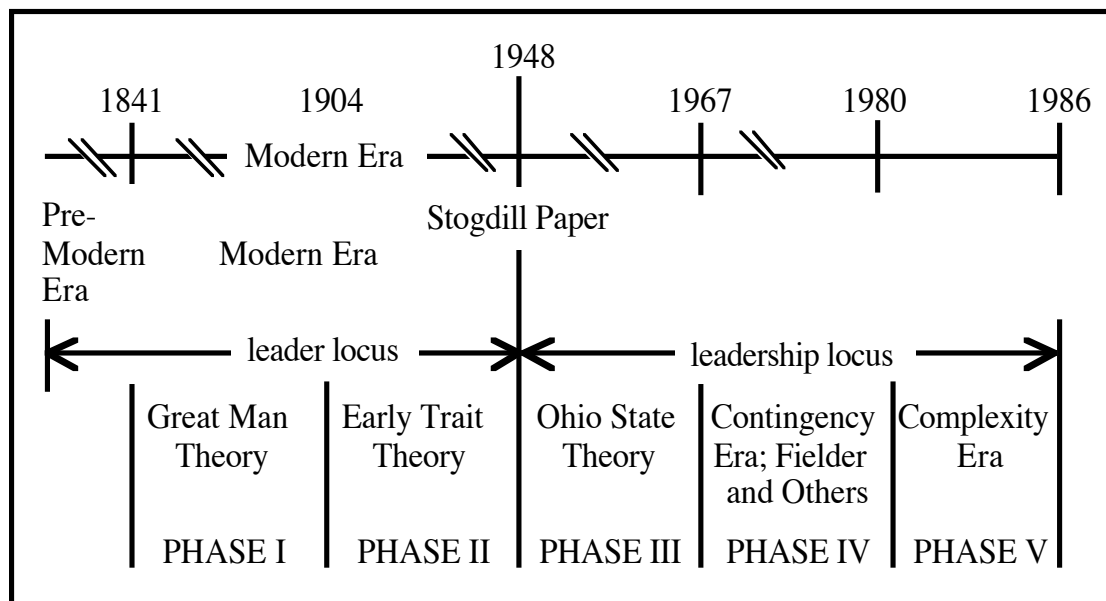 1948
1841
1904
1967
1980
1986
Modern Era
Pre-
Modern
Era
Modern Era
Stogdill Paper
leader locus
leadership locus
Great Man
Theory
PHASE I
Early Trait
Theory
PHASE II
Ohio State
Theory
PHASE III
Contingency
Era; Fielder
and Others
PHASE IV
Complexity
Era
PHASE V